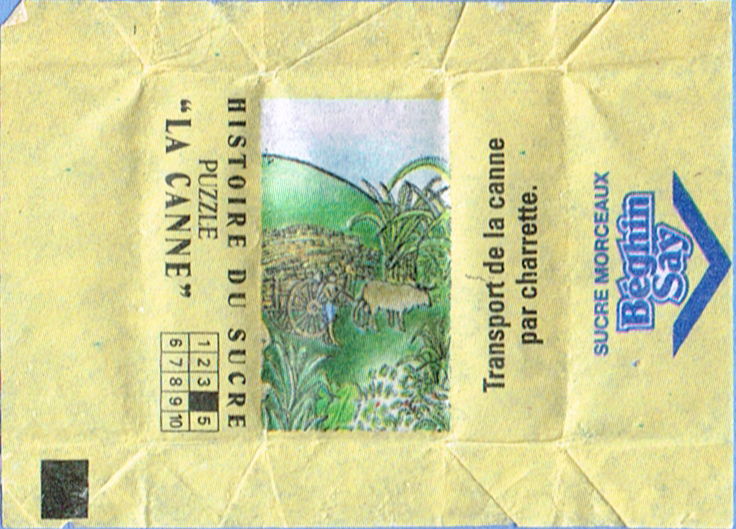 HISTOIRE DU SUCRE
PUZZLE
"LA CANNE"
1 2 3 5
6 7 8 9 10
Transport de la canne
par charrette.
SUCRE MORCEAUX
Béghin
Say